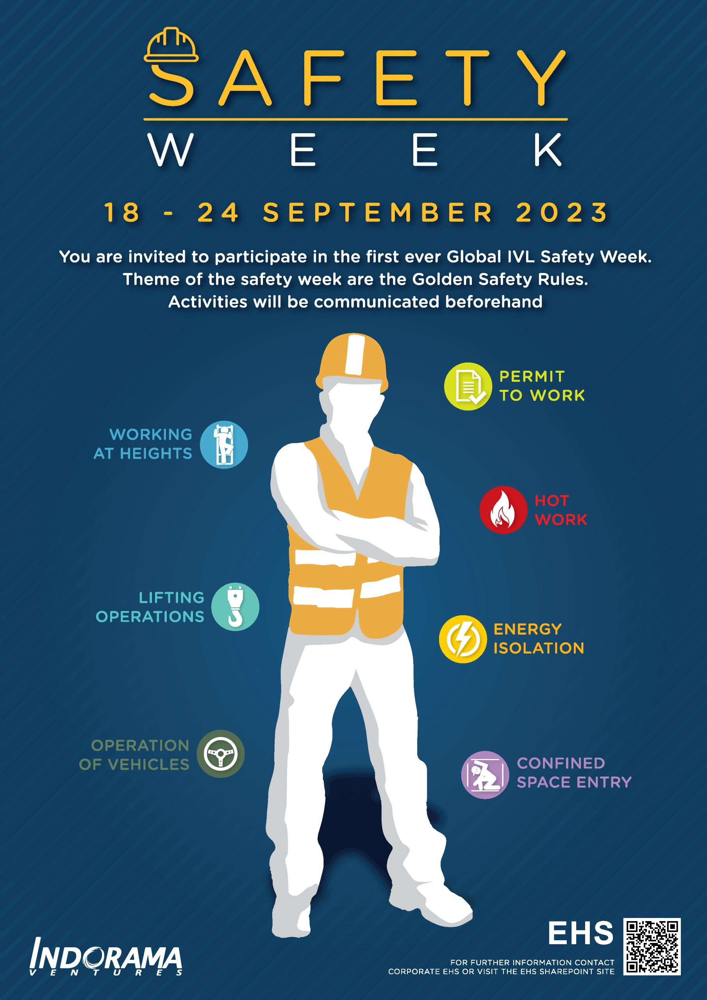 SAFETY
WEEK
18 - 24 SEPTEMBER 2023
You are invited to participate in the first ever Global IVL Safety Week.
Theme of the safety week are the Golden Safety Rules.
Activities will be communicated beforehand
PERMIT
TO WORK
WORKING
AT HEIGHTS
HOT
WORK
LIFTING
OPERATIONS
ENERGY
ISOLATION
OPERATION
OF VEHICLES
CONFINED
SPACE ENTRY
INDORAMA
VENTURES
EHS
FOR FURTHER INFORMATION CONTACT
CORPORATE EHS OR VISIT THE EHS SHAREPOINT SITE